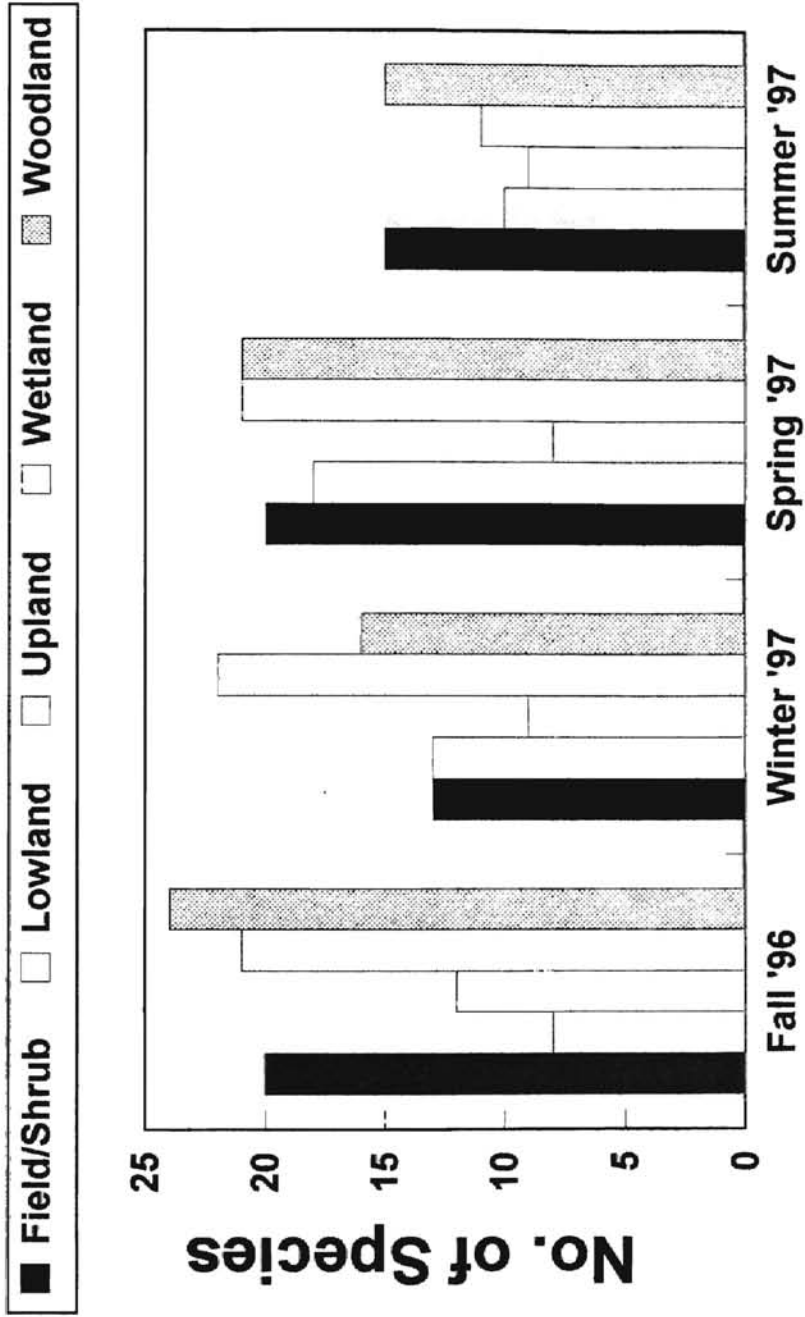 Field/Shrub Lowland Upland Wetland Woodland
No. of Species
25
20
15
10
5
0
Fall '96 Winter '97 Spring '97 Summer '97